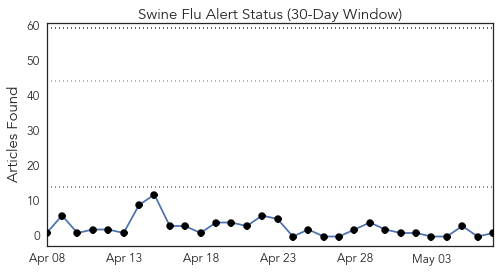 Swine Flu Alert Status (30-Day Window)
Articles Found
60
50
40
30
20
10
0
Apr 08
Apr 13
Apr 18
Apr 23
Apr 28
May 03